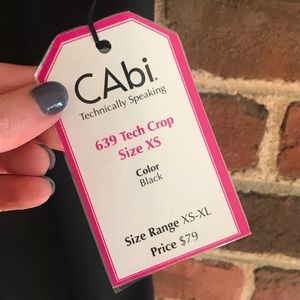 CAbi®
Technically Speaking
639 Tech Crop
Size XS
Color
Black
Size Range XS-XL
Price $79